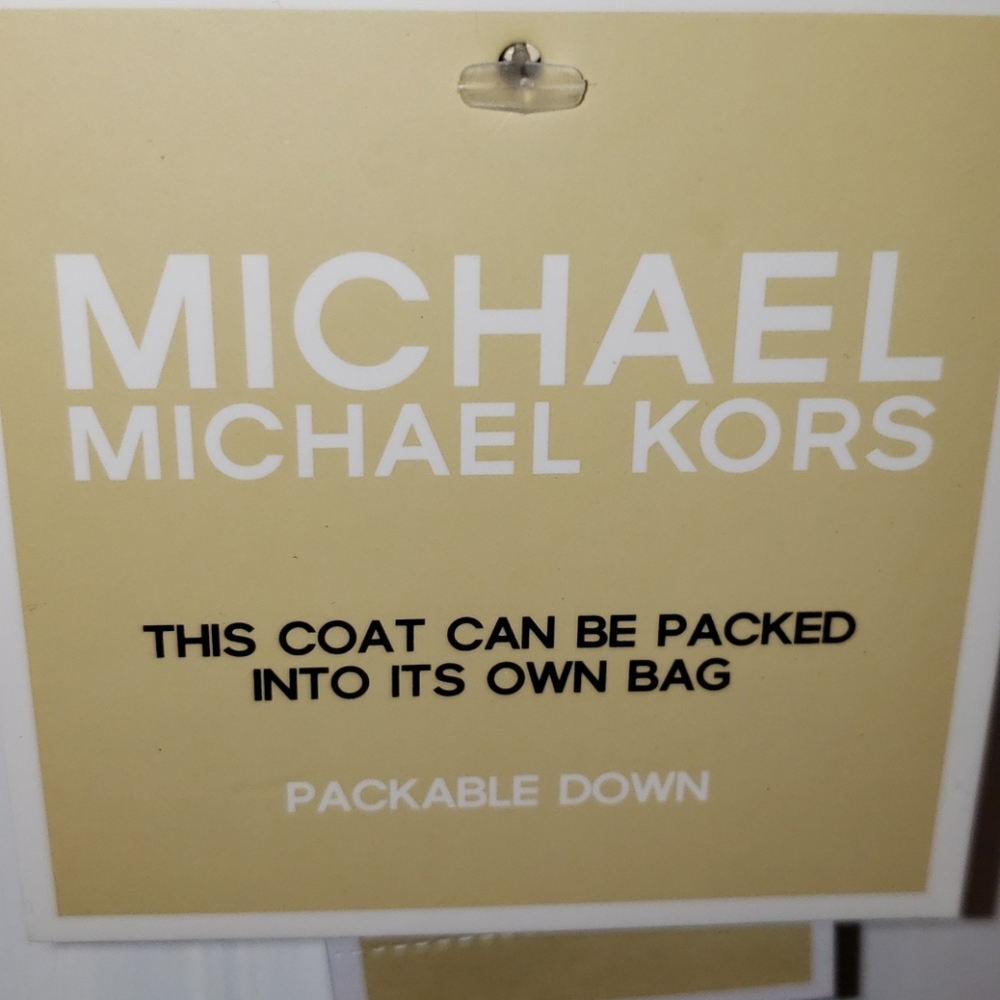 MICHAEL
MICHAEL KORS
THIS COAT CAN BE PACKED
INTO ITS OWN BAG
PACKABLE DOWN